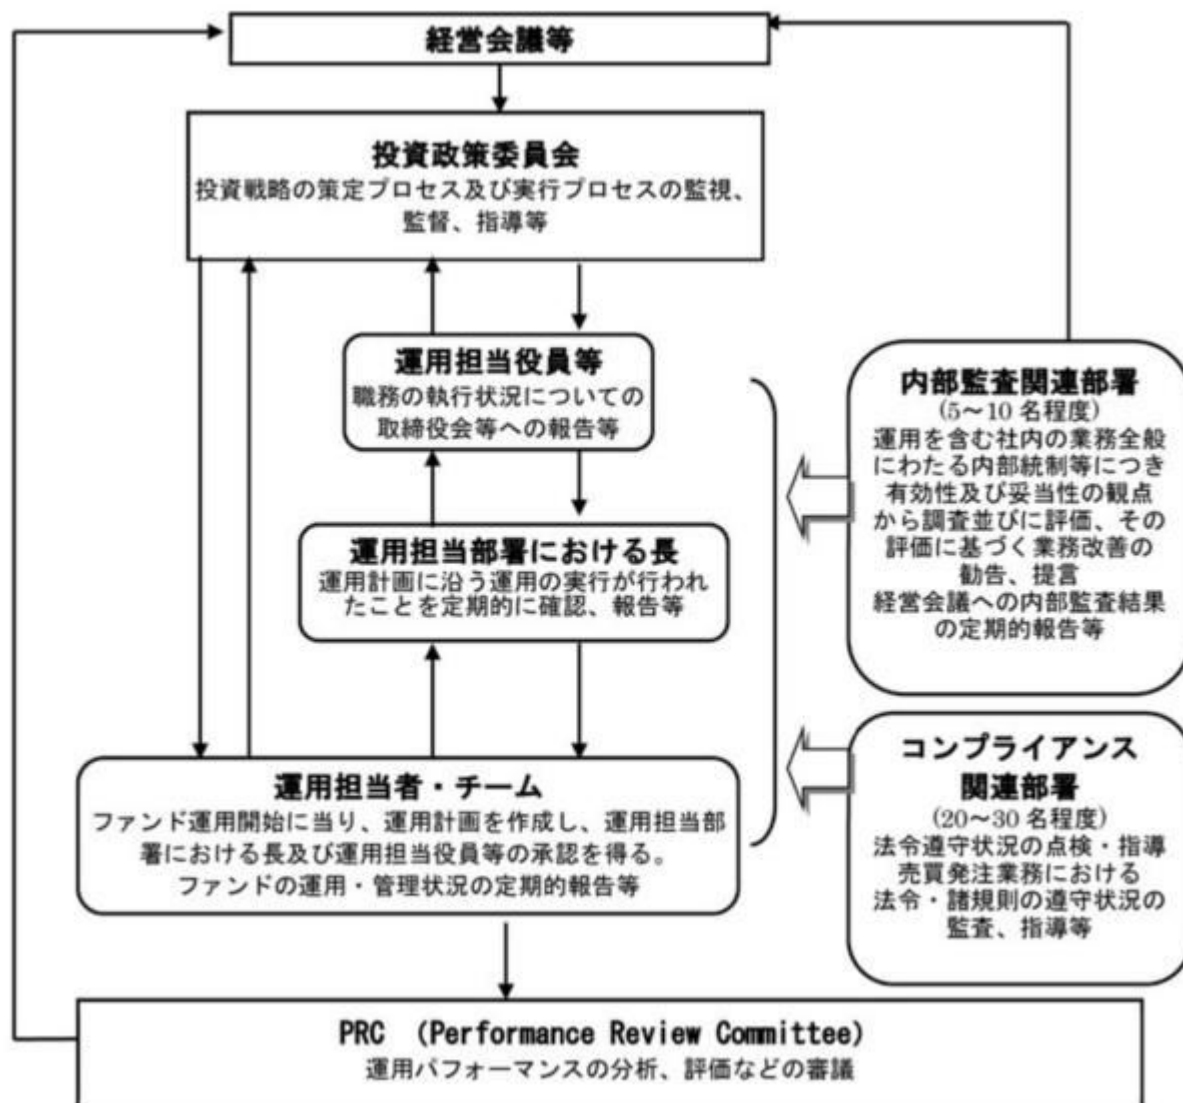 経営会議等
投資政策委員会
投資戦略の策定プロセス及び実行プロセスの監視、
監督、指導等
運用担当役員等
職務の執行状況についての
取締役会等への報告等
運用担当部署における長
運用計画に沿う運用の実行が行われ
たことを定期的に確認、報告等
運用担当者・チーム
ファンド運用開始に当り、運用計画を作成し、運用担当部
署における長及び運用担当役員等の承認を得る。
ファンドの運用・管理状況の定期的報告等
内部監査関連部署
(5～10 名程度)
運用を含む社内の業務全般
にわたる内部統制等につき
有効性及び妥当性の観点
から調査並びに評価、その
評価に基づく業務改善の
勧告、提言
経営会議への内部監査結果
の定期的報告等
コンプライアンス
関連部署
(20～30 名程度)
法令遵守状況の点検・指導
売買発注業務における
法令・諸規則の遵守状況の
監査、指導等
PRC (Performance Review Committee)
運用パフォーマンスの分析、評価などの審議